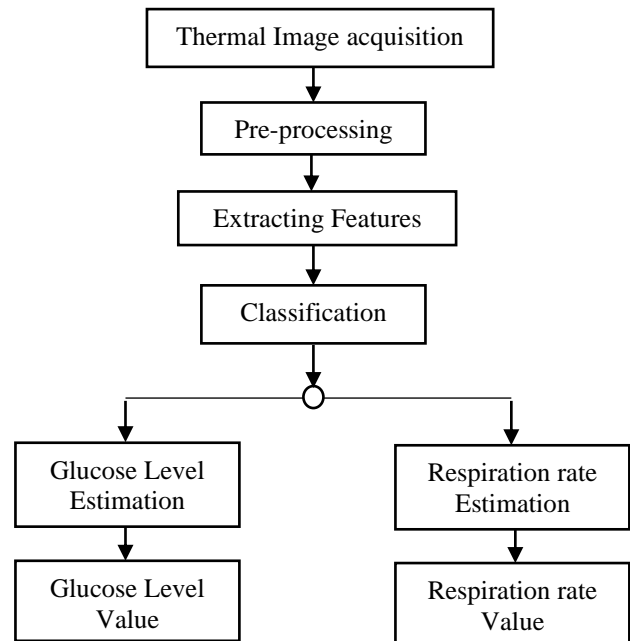 Thermal Image acquisition
Pre-processing
Extracting Features
Classification
Glucose Level
Estimation
Respiration rate
Estimation
Glucose Level
Value
Respiration rate
Value